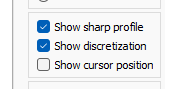 Show sharp profile
Show discretization
Show cursor position